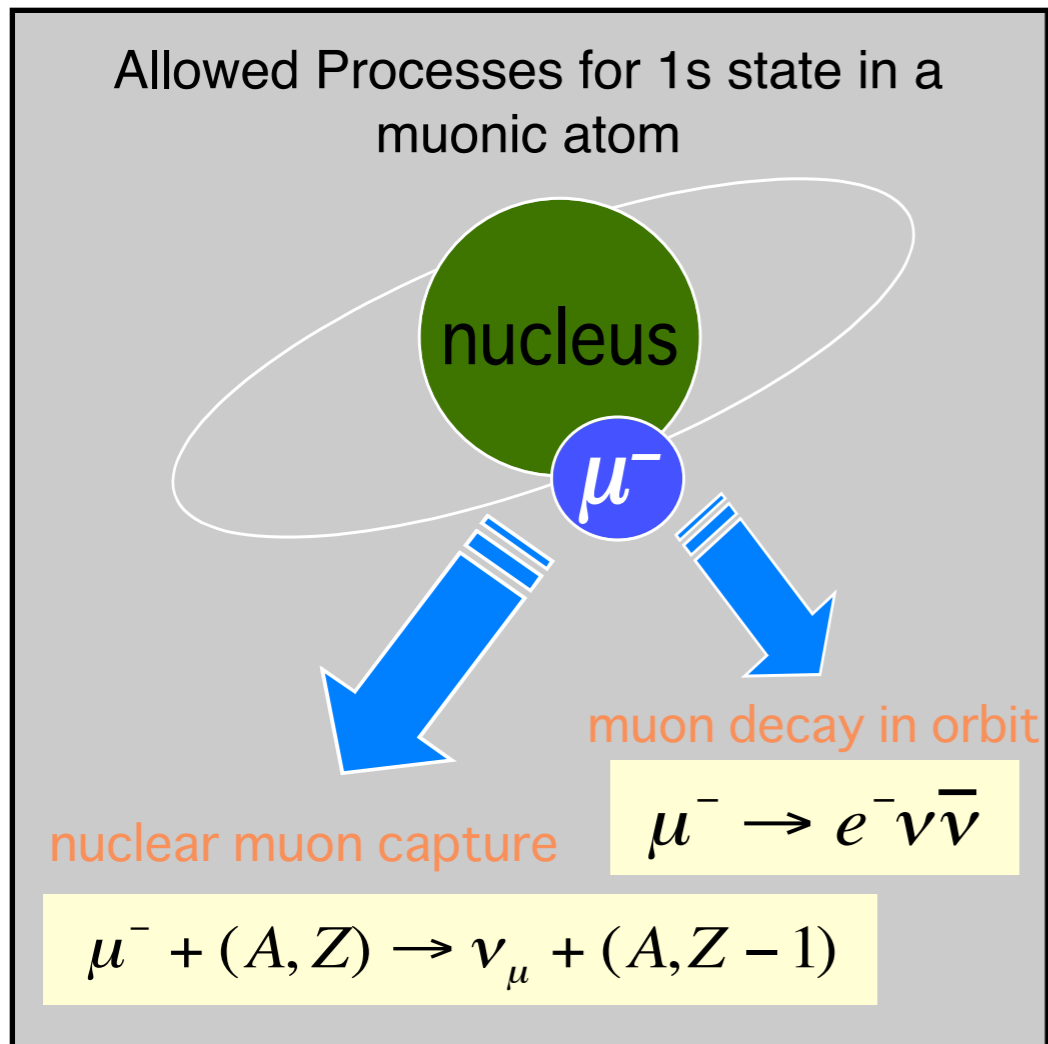 Allowed Processes for 1s state in a
muonic atom
nucleus
μ⁻
muon decay in orbit
μ⁻ → e⁻νν̅
nuclear muon capture
μ⁻ + (A, Z) → ν_μ + (A, Z − 1)